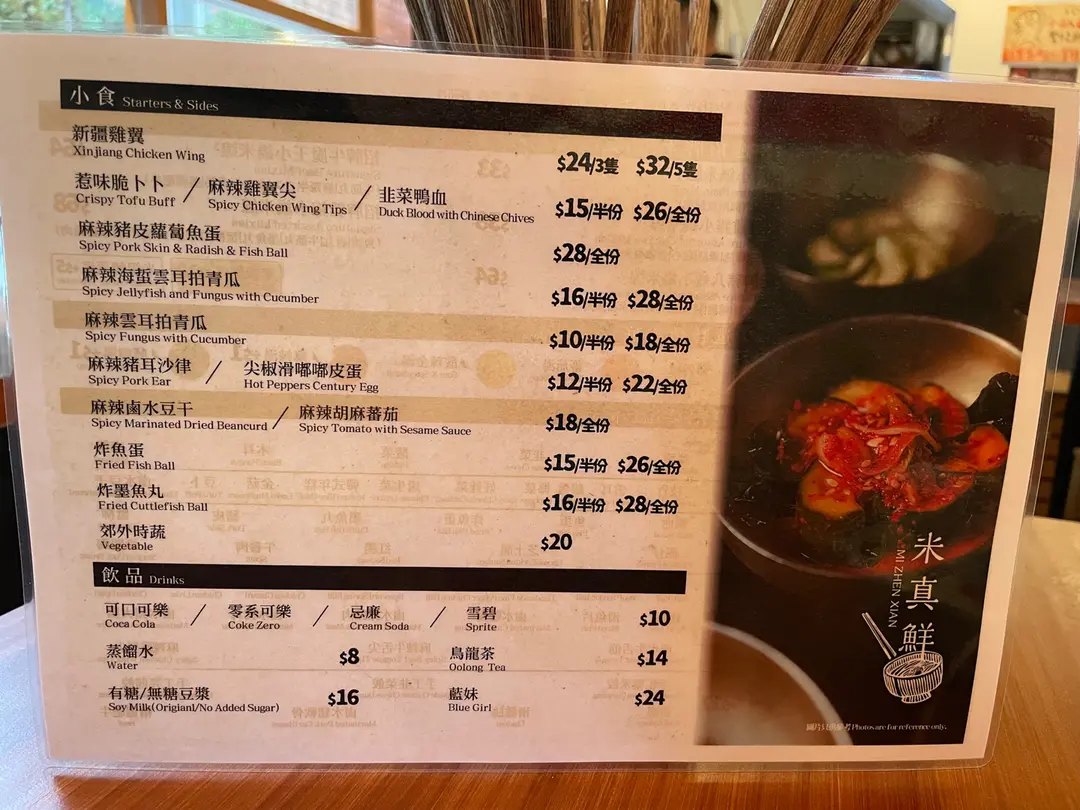 小食 Starters & Sides
新疆雞翼
Xinjiang Chicken Wing
$24/3隻 $32/5隻
惹味脆卜卜 / 麻辣雞翼尖 / 韭菜鴨血
Crispy Tofu Buff Spicy Chicken Wing Tips Duck Blood with Chinese Chives
$15/半份 $26/全份
麻辣豬皮蘿蔔魚蛋
Spicy Pork Skin & Radish & Fish Ball
$28/全份
麻辣海蜇雲耳拍青瓜
Spicy Jellyfish and Fungus with Cucumber
$16/半份 $28/全份
麻辣雲耳拍青瓜
Spicy Fungus with Cucumber
$10/半份 $18/全份
麻辣豬耳沙律 / 尖椒滑嘟嘟皮蛋
Spicy Pork Ear Hot Peppers Century Egg
$12/半份 $22/全份
麻辣鹵水豆干 / 麻辣胡麻蕃茄
Spicy Marinated Dried Beancurd Spicy Tomato with Sesame Sauce
$18/全份
炸魚蛋
Fried Fish Ball
$15/半份 $26/全份
炸墨魚丸
Fried Cuttlefish Ball
$16/半份 $28/全份
郊外時蔬
Vegetable
$20
飲品 Drinks
可口可樂 / 零系可樂 / 忌廉 / 雪碧
Coca Cola Coke Zero Cream Soda Sprite
$10
蒸餾水 $8 烏龍茶 $14
Water Oolong Tea
有糖/無糖豆漿 $16 藍妹 $24
Soy Milk(Origianl/No Added Sugar) Blue Girl
米真鮮
MI ZHEN XIAN
圖片只供參考 Photos are for reference only.